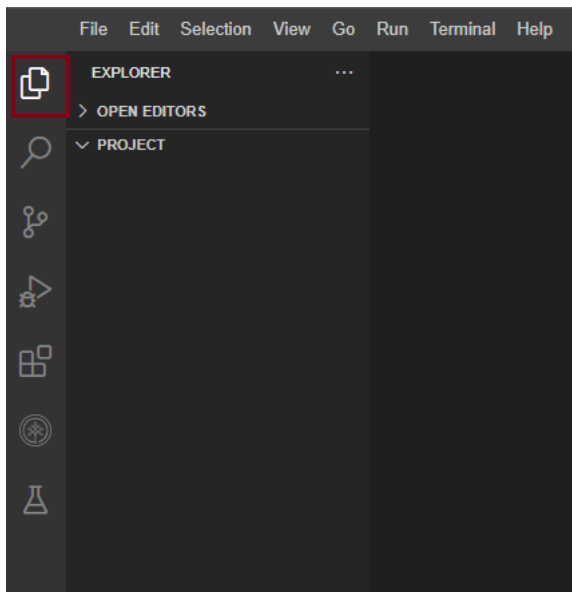 File Edit Selection View Go Run Terminal Help
EXPLORER ...
> OPEN EDITORS
PROJECT